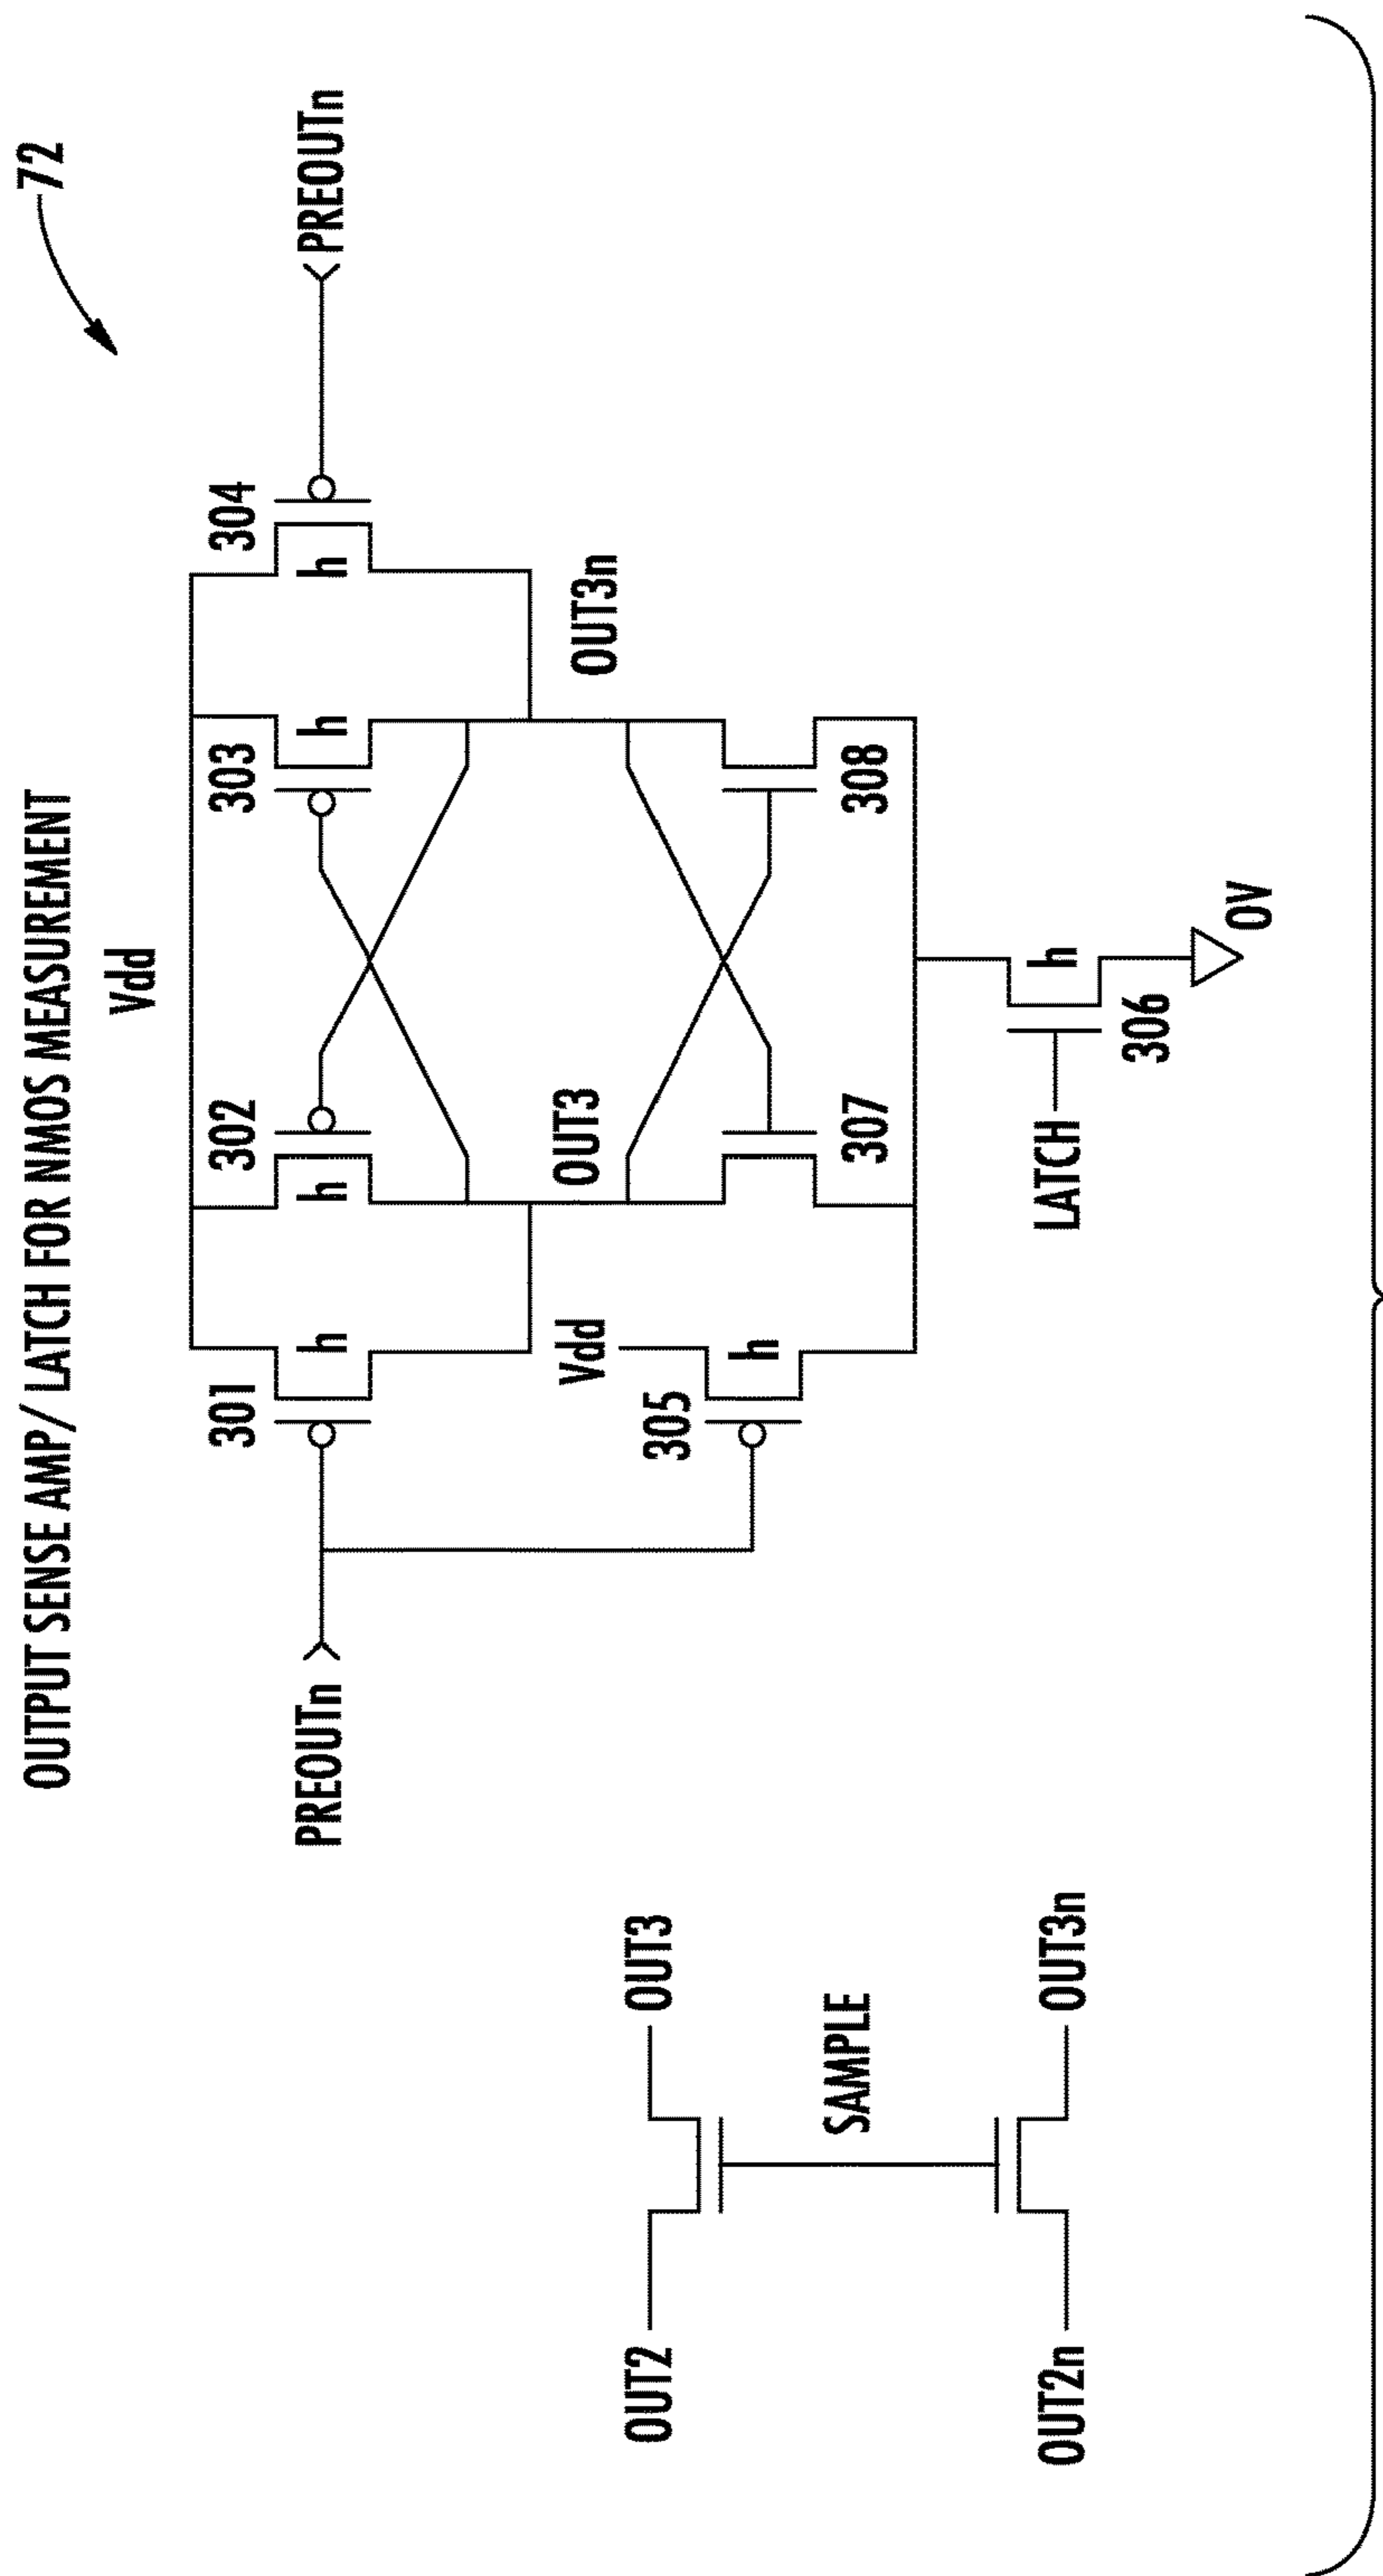 OUTPUT SENSE AMP/ LATCH FOR NMOS MEASUREMENT
72
Vdd
301
302
303
304
h
h
h
h
PREOUTn
PREOUTn
OUT3
OUT3n
Vdd
305
h
307
308
LATCH
306
h
0V
OUT2
OUT3
SAMPLE
OUT2n
OUT3n